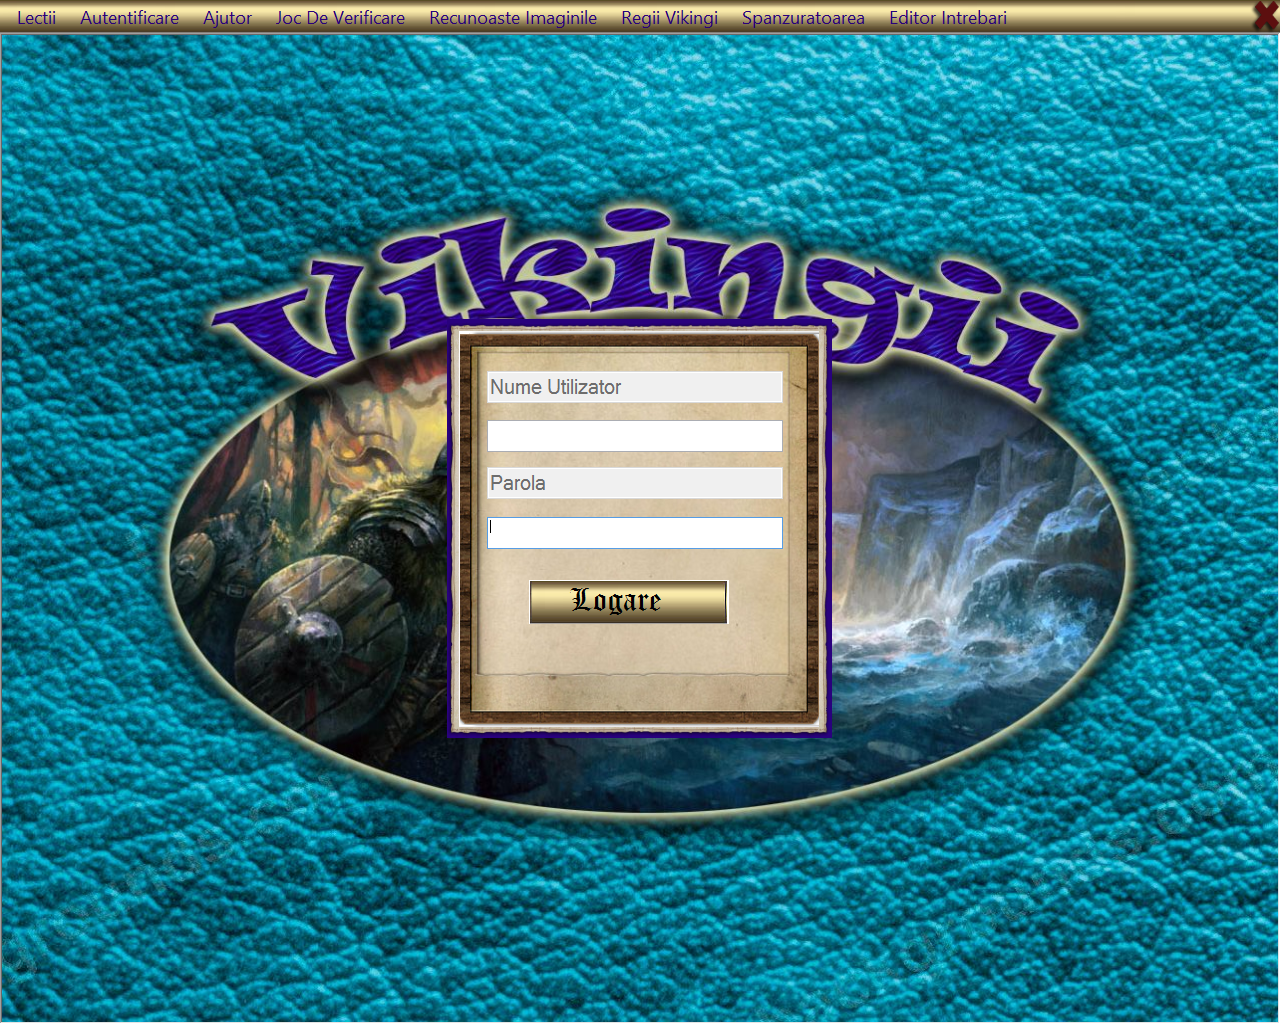 Lectii Autentificare Ajutor Joc De Verificare Recunoaste Imaginile Regii Vikingi Spanzuratoarea Editor Intrebari
Vikingii
Nume Utilizator
Parola
Logare